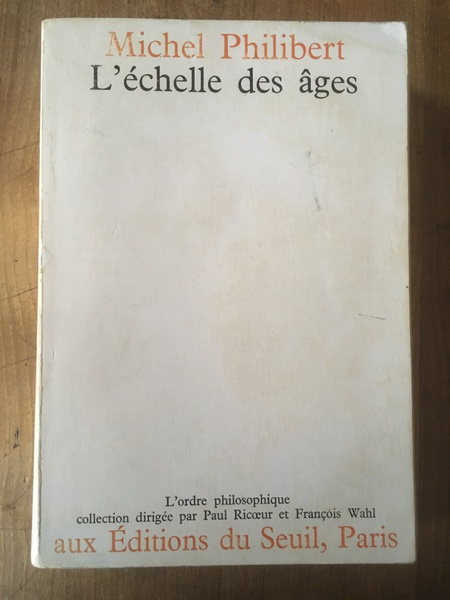 Michel Philibert
L'échelle des âges
L'ordre philosophique
collection dirigée par Paul Ricœur et François Wahl
aux Éditions du Seuil, Paris